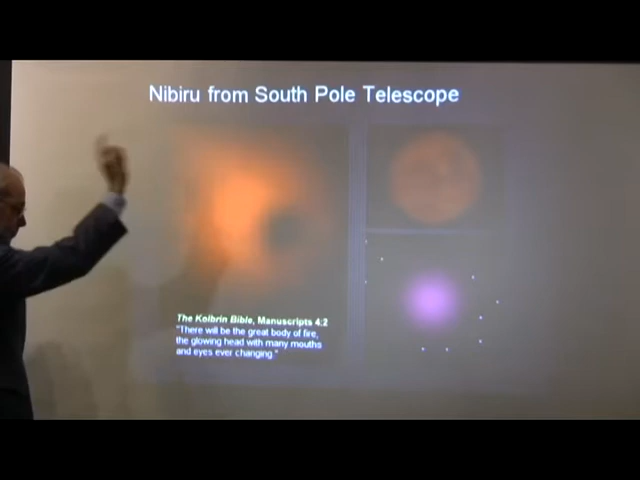 Nibiru from South Pole Telescope
The Kolbrin Bible, Manuscripts 4:2
"There will be the great body of fire,
the glowing head with many mouths
and eyes ever changing."